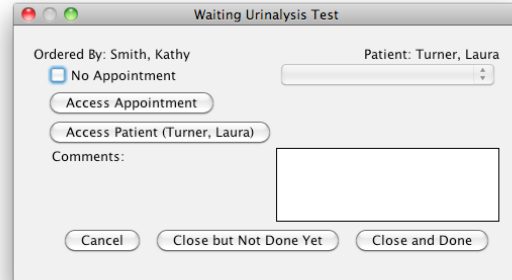 Waiting Urinalysis Test
Ordered By: Smith, Kathy Patient: Turner, Laura
No Appointment
Access Appointment
Access Patient (Turner, Laura)
Comments:
Cancel Close but Not Done Yet Close and Done